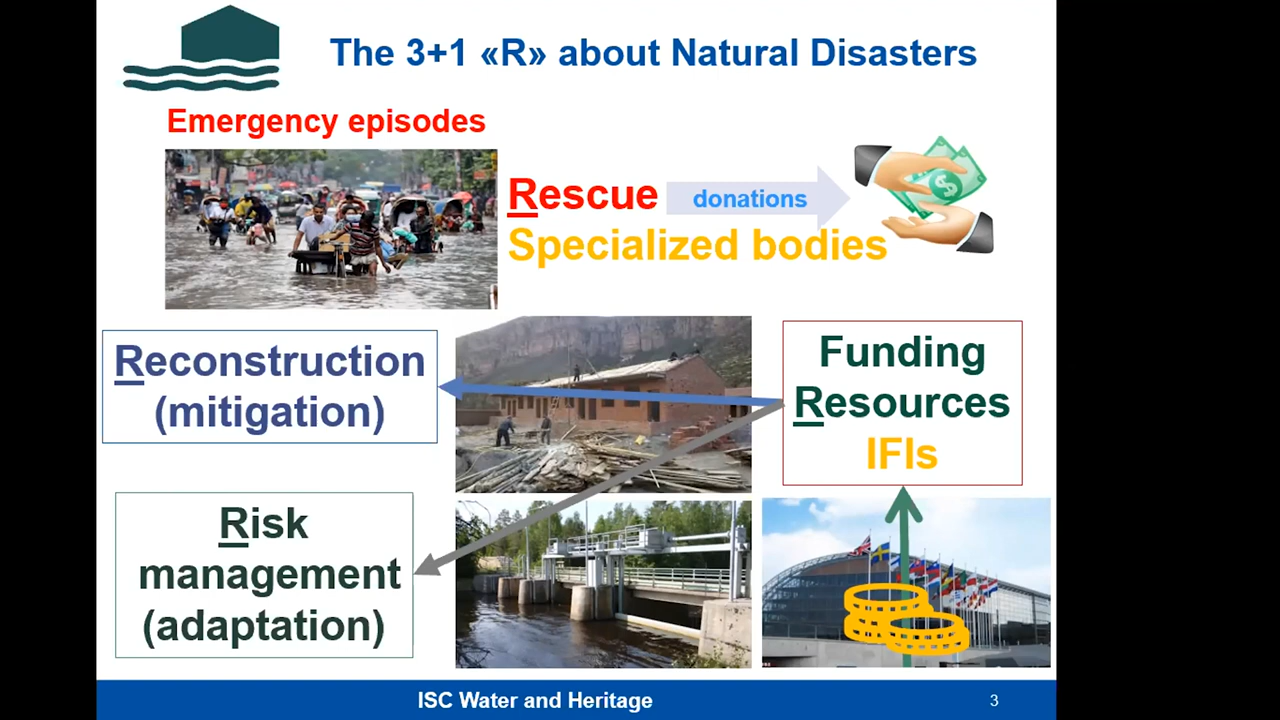 The 3+1 «R» about Natural Disasters
Emergency episodes
Rescue
donations
Specialized bodies
Reconstruction
(mitigation)
Funding
Resources
IFIs
Risk
management
(adaptation)
ISC Water and Heritage
3